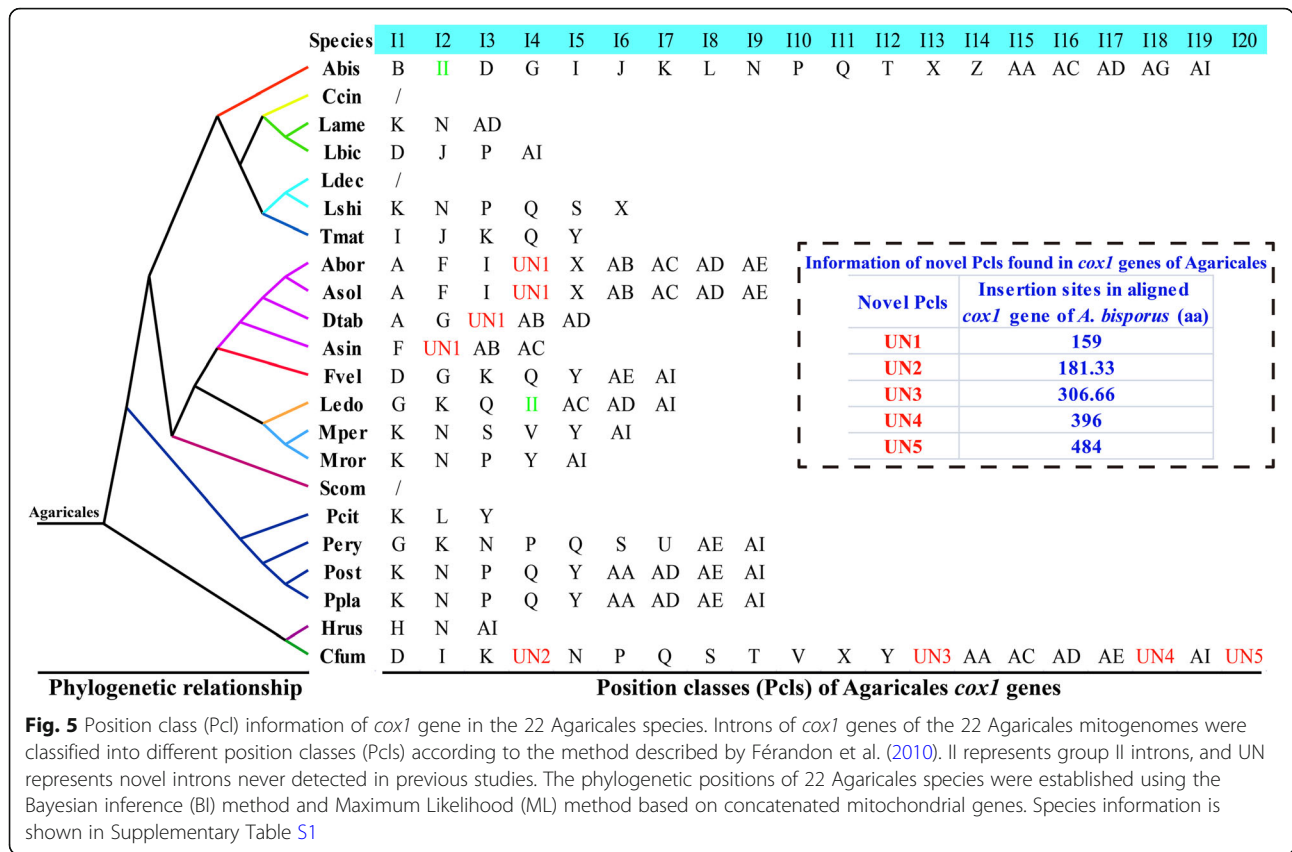 Species I1 I2 I3 I4 I5 I6 I7 I8 I9 I10 I11 I12 I13 I14 I15 I16 I17 I18 I19 I20
Abis B II D G I J K L N P Q T X Z AA AC AD AG AI
Ccin /
Lame K N AD
Lbic D J P AI
Ldec /
Lshi K N P Q S X
Tmat I J K Q Y
Abor A F I UN1 X AB AC AD AE
Asol A F I UN1 X AB AC AD AE
Dtab A G UN1 AB AD
Asin F UN1 AB AC
Fvel D G K Q Y AE AI
Ledo G K Q II AC AD AI
Mper K N S V Y AI
Mror K N P Y AI
Scom /
Pcit K L Y
Pery G K N P Q S U AE AI
Post K N P Q Y AA AD AE AI
Ppla K N P Q Y AA AD AE AI
Hrus H N AI
Cfum D I K UN2 N P Q S T V X Y UN3 AA AC AD AE UN4 AI UN5
Agaricales
Information of novel Pcls found in cox1 genes of Agaricales
Novel Pcls
Insertion sites in aligned
cox1 gene of A. bisporus (aa)
UN1 159
UN2 181.33
UN3 306.66
UN4 396
UN5 484
Phylogenetic relationship
Position classes (Pcls) of Agaricales cox1 genes
Fig. 5 Position class (Pcl) information of cox1 gene in the 22 Agaricales species. Introns of cox1 genes of the 22 Agaricales mitogenomes were
classified into different position classes (Pcls) according to the method described by Férandon et al. (2010). II represents group II introns, and UN
represents novel introns never detected in previous studies. The phylogenetic positions of 22 Agaricales species were established using the
Bayesian inference (BI) method and Maximum Likelihood (ML) method based on concatenated mitochondrial genes. Species information is
shown in Supplementary Table S1